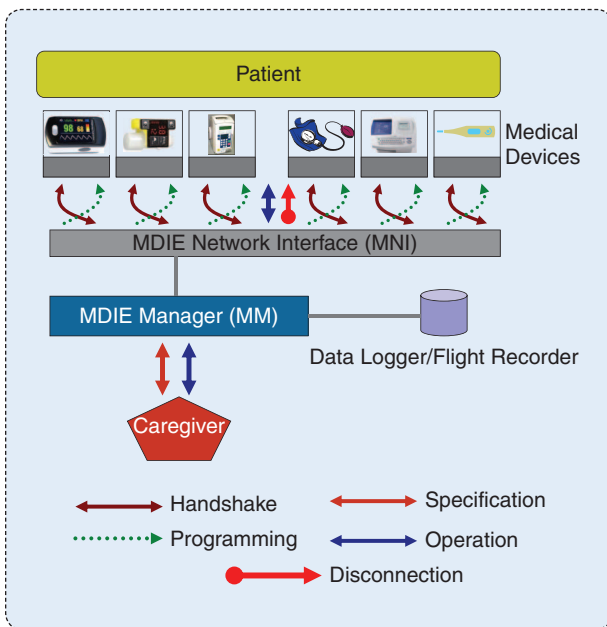 Patient
98
Medical
Devices
MDIE Network Interface (MNI)
MDIE Manager (MM)
Data Logger/Flight Recorder
Caregiver
Handshake
Specification
Programming
Operation
Disconnection